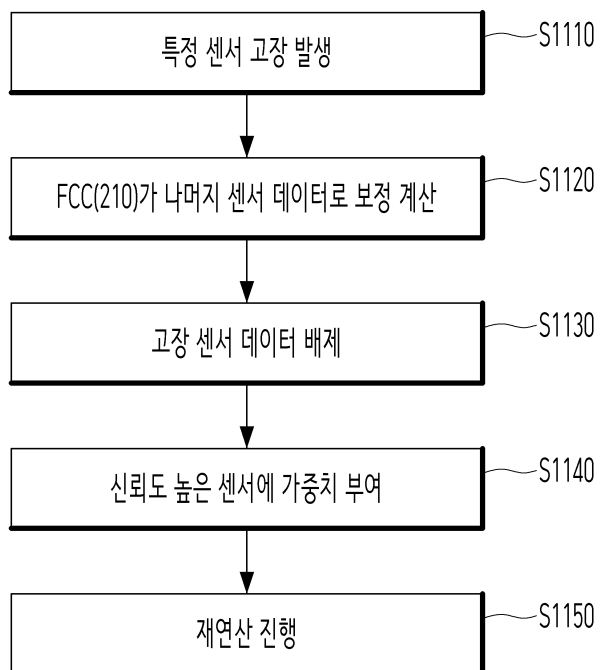 특정 센서 고장 발생
S1110
FCC(210)가 나머지 센서 데이터로 보정 계산
S1120
고장 센서 데이터 배제
S1130
신뢰도 높은 센서에 가중치 부여
S1140
재연산 진행
S1150